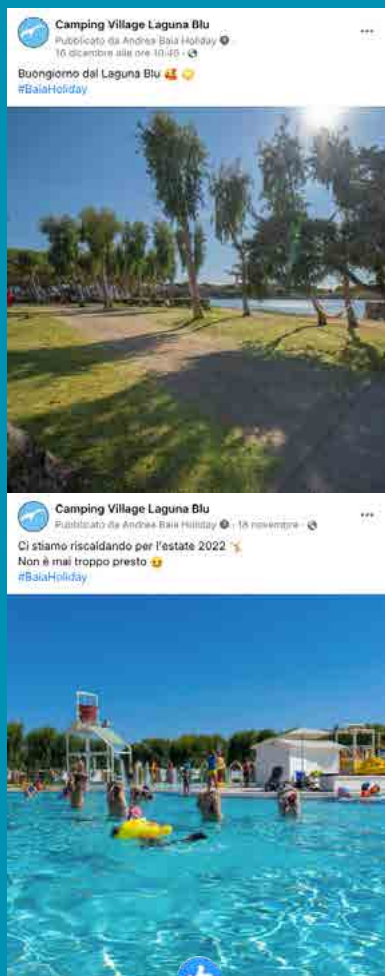 Camping Village Laguna Blu
Pubblicato da Andrea Baia Holiday
16 dicembre alle ore 10:45
Buongiorno dal Laguna Blu
#BaiaHoliday
Camping Village Laguna Blu
Pubblicato da Andrea Baia Holiday · 18 novembre ·
Ci stiamo riscaldando per l'estate 2022
Non è mai troppo presto
#BaiaHoliday